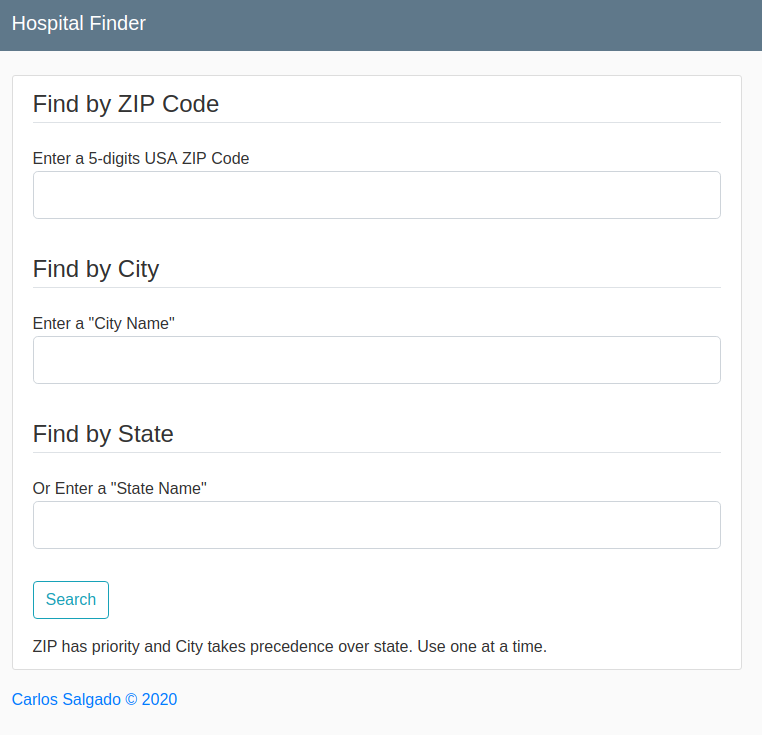 Hospital Finder
Find by ZIP Code
Enter a 5-digits USA ZIP Code
Find by City
Enter a "City Name"
Find by State
Or Enter a "State Name"
Search
ZIP has priority and City takes precedence over state. Use one at a time.
Carlos Salgado © 2020